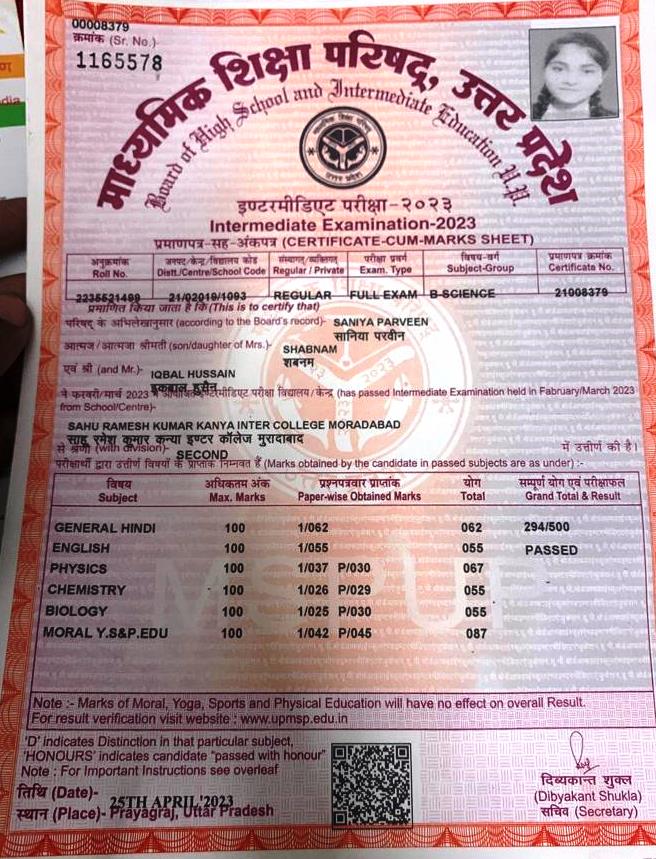 00008379
क्रमांक (Sr. No.)-
1165578
माध्यमिक शिक्षा परिषद, उत्तर प्रदेश
Board of High School and Intermediate Education U.P.
इण्टरमीडिएट परीक्षा-२०२३
Intermediate Examination-2023
प्रमाणपत्र-सह-अंकपत्र (CERTIFICATE-CUM-MARKS SHEET)
अनुक्रमांक जनपद/केन्द्र/विद्यालय कोड संस्थागत/व्यक्तिगत परीक्षा प्रवर्ग विषय-वर्ग प्रमाणपत्र क्रमांक
Roll No. Distt./Centre/School Code Regular / Private Exam. Type Subject-Group Certificate No.
2235521499 21/02019/1093 REGULAR FULL EXAM B-SCIENCE 21008379
प्रमाणित किया जाता है कि (This is to certify that)
परिषद के अभिलेखानुसार (according to the Board's record)- SANIYA PARVEEN
सानिया परवीन
आत्मज/आत्मजा श्रीमती (son/daughter of Mrs.)- SHABNAM
शबनम
एवं श्री (and Mr.)- IQBAL HUSSAIN
इकबाल हुसैन
ने फरवरी/मार्च 2023 में आयोजित इण्टरमीडिएट परीक्षा विद्यालय/केन्द्र (has passed Intermediate Examination held in Fabruary/March 2023
from School/Centre)-
SAHU RAMESH KUMAR KANYA INTER COLLEGE MORADABAD
साहू रमेश कुमार कन्या इण्टर कॉलेज मुरादाबाद
से श्रेणी (with division)- SECOND में उत्तीर्ण की है।
परीक्षार्थी द्वारा उत्तीर्ण विषयों के प्राप्तांक निम्नवत हैं (Marks obtained by the candidate in passed subjects are as under) :-
विषय अधिकतम अंक प्रश्नपत्रवार प्राप्तांक योग सम्पूर्ण योग एवं परीक्षाफल
Subject Max. Marks Paper-wise Obtained Marks Total Grand Total & Result
GENERAL HINDI 100 1/062 062 294/500
ENGLISH 100 1/055 055 PASSED
PHYSICS 100 1/037 P/030 067
CHEMISTRY 100 1/026 P/029 055
BIOLOGY 100 1/025 P/030 055
MORAL Y.S&P.EDU 100 1/042 P/045 087
MSPUP
Note :- Marks of Moral, Yoga, Sports and Physical Education will have no effect on overall Result.
For result verification visit website : www.upmsp.edu.in
'D' indicates Distinction in that particular subject,
'HONOURS' indicates candidate "passed with honour"
Note : For Important Instructions see overleaf
तिथि (Date)- 25TH APRIL'2023
स्थान (Place)- Prayagraj, Uttar Pradesh
दिव्यकान्त शुक्ल
(Dibyakant Shukla)
सचिव (Secretary)